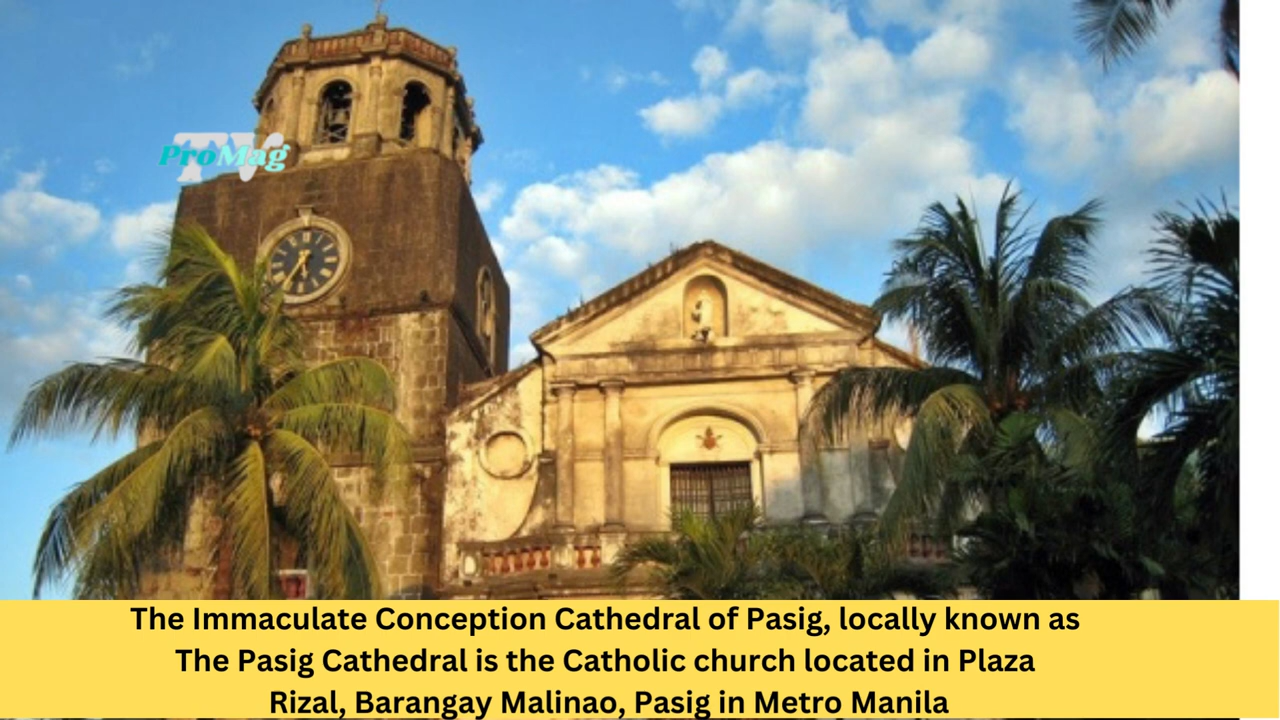 TV
ProMag
The Immaculate Conception Cathedral of Pasig, locally known as
The Pasig Cathedral is the Catholic church located in Plaza
Rizal, Barangay Malinao, Pasig in Metro Manila